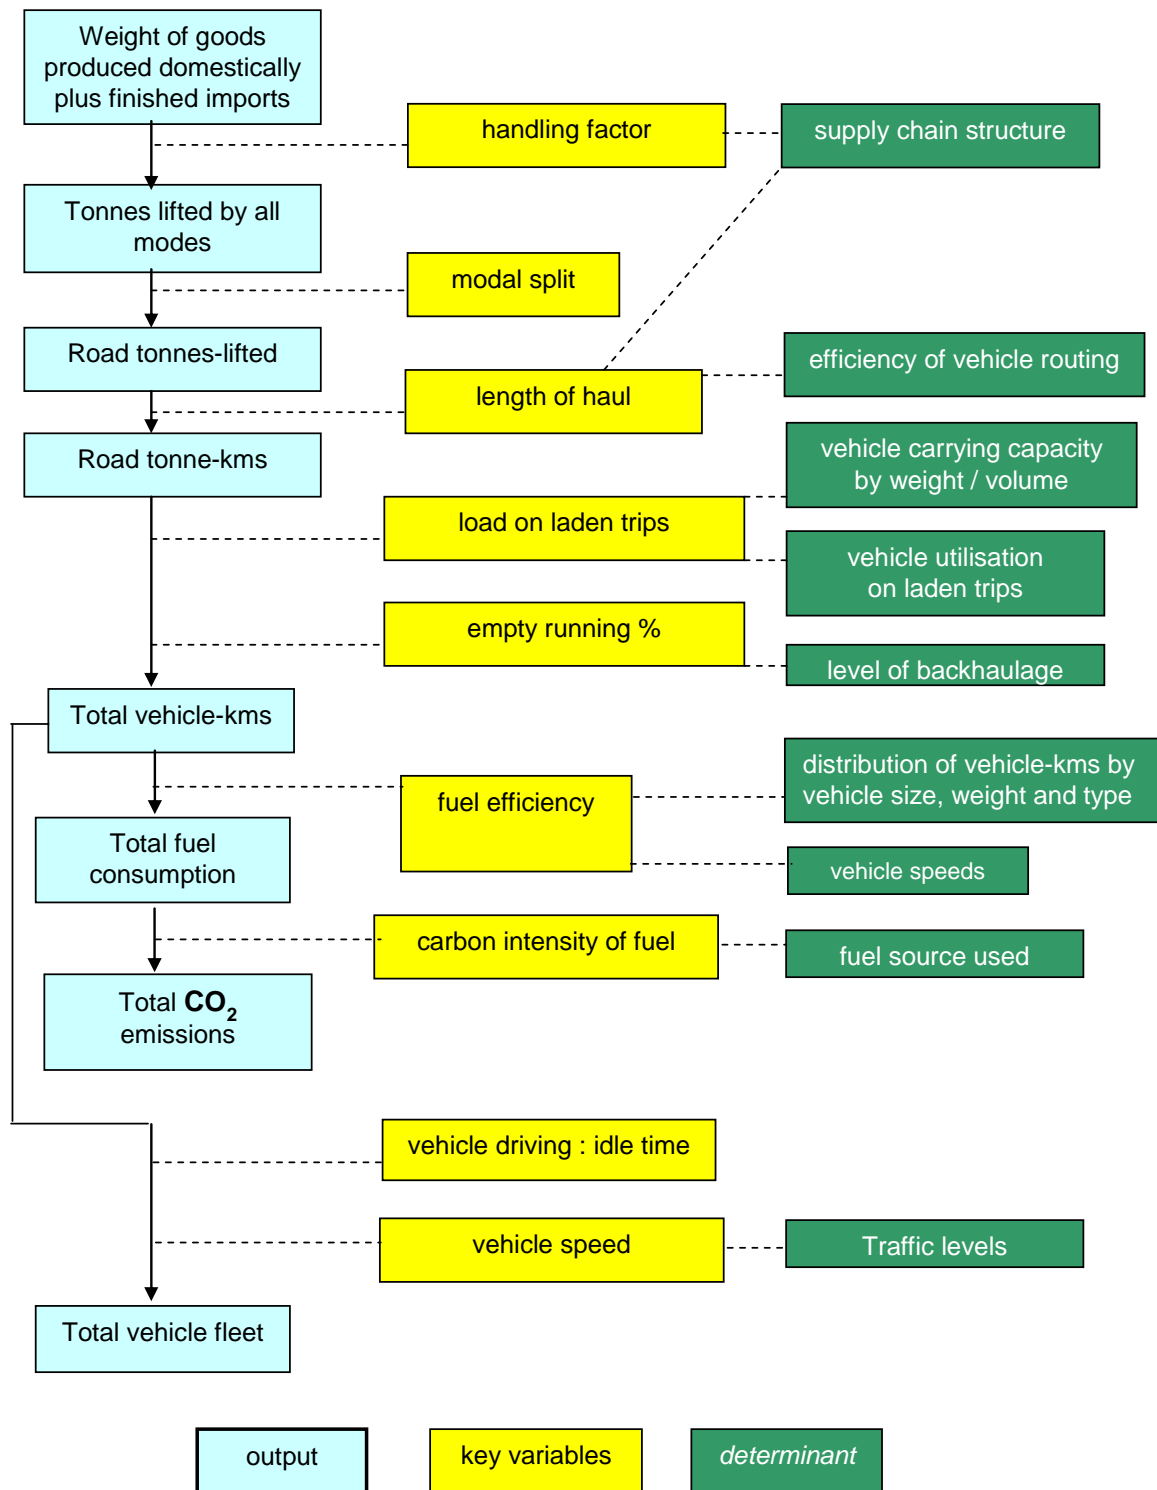 Weight of goods
produced domestically
plus finished imports
handling factor
supply chain structure
Tonnes lifted by all
modes
modal split
Road tonnes-lifted
efficiency of vehicle routing
length of haul
Road tonne-kms
vehicle carrying capacity
by weight / volume
load on laden trips
vehicle utilisation
on laden trips
empty running %
level of backhaulage
Total vehicle-kms
distribution of vehicle-kms by
vehicle size, weight and type
fuel efficiency
Total fuel
consumption
vehicle speeds
carbon intensity of fuel
fuel source used
Total CO2
emissions
vehicle driving : idle time
vehicle speed
Traffic levels
Total vehicle fleet
output
key variables
determinant